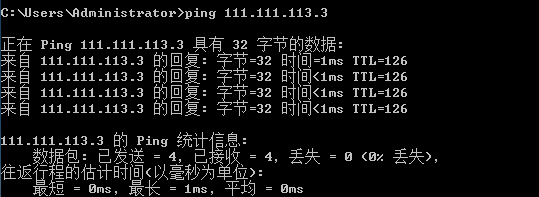 C:\Users\Administrator>ping 111.111.113.3
正在 Ping 111.111.113.3 具有 32 字节的数据:
来自 111.111.113.3 的回复: 字节=32 时间=1ms TTL=126
来自 111.111.113.3 的回复: 字节=32 时间<1ms TTL=126
来自 111.111.113.3 的回复: 字节=32 时间<1ms TTL=126
来自 111.111.113.3 的回复: 字节=32 时间<1ms TTL=126
111.111.113.3 的 Ping 统计信息:
数据包: 已发送 = 4, 已接收 = 4, 丢失 = 0 (0% 丢失),
往返行程的估计时间(以毫秒为单位):
最短 = 0ms, 最长 = 1ms, 平均 = 0ms